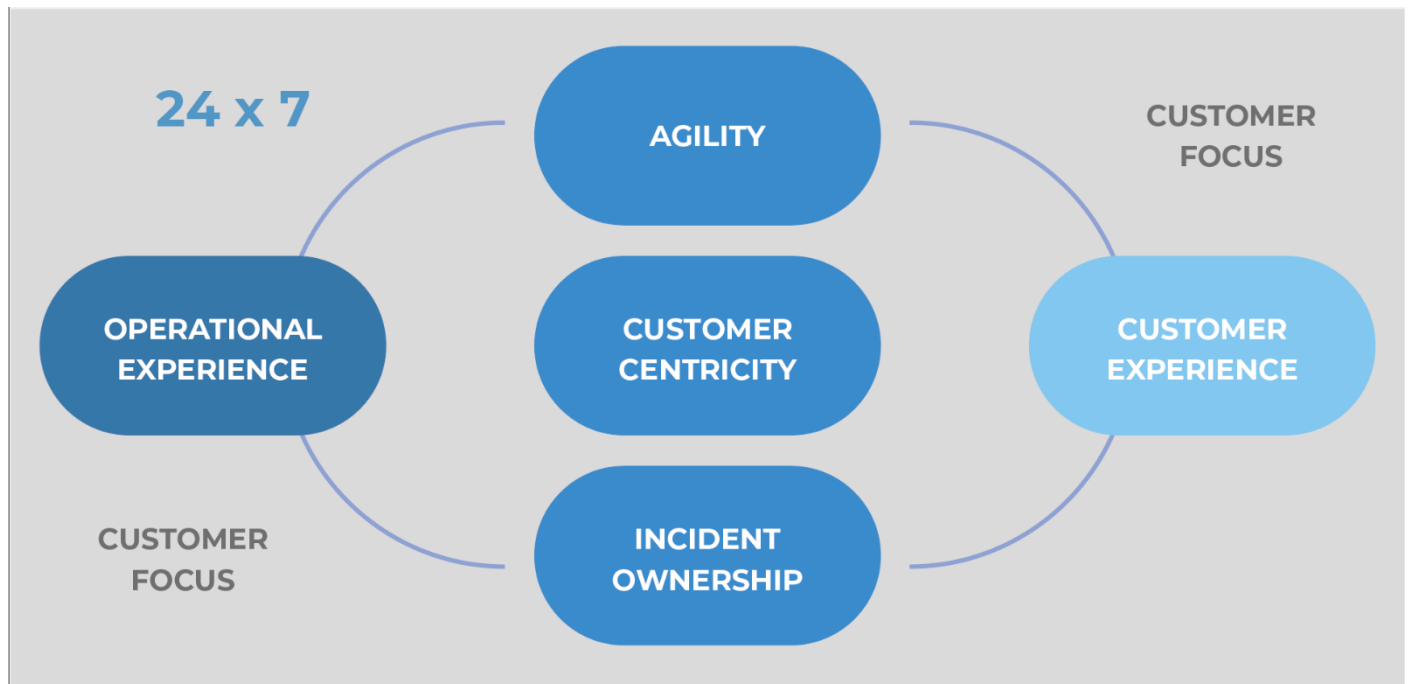 24 x 7
AGILITY
CUSTOMER
FOCUS
OPERATIONAL
EXPERIENCE
CUSTOMER
CENTRICITY
CUSTOMER
EXPERIENCE
CUSTOMER
FOCUS
INCIDENT
OWNERSHIP